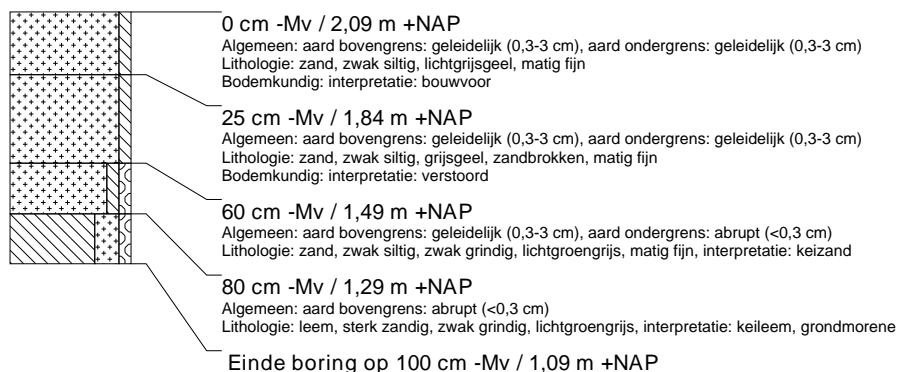 0 cm -Mv / 2,09 m +NAP
Algemeen: aard bovengrens: geleidelijk (0,3-3 cm), aard ondergrens: geleidelijk (0,3-3 cm)
Lithologie: zand, zwak siltig, lichtgrijsgeel, matig fijn
Bodemkundig: interpretatie: bouwvoor
25 cm -Mv / 1,84 m +NAP
Algemeen: aard bovengrens: geleidelijk (0,3-3 cm), aard ondergrens: geleidelijk (0,3-3 cm)
Lithologie: zand, zwak siltig, grijsgeel, zandbrokken, matig fijn
Bodemkundig: interpretatie: verstoord
60 cm -Mv / 1,49 m +NAP
Algemeen: aard bovengrens: geleidelijk (0,3-3 cm), aard ondergrens: abrupt (<0,3 cm)
Lithologie: zand, zwak siltig, zwak grindig, lichtgroengrijs, matig fijn, interpretatie: keizand
80 cm -Mv / 1,29 m +NAP
Algemeen: aard bovengrens: abrupt (<0,3 cm)
Lithologie: leem, sterk zandig, zwak grindig, lichtgroengrijs, interpretatie: keileem, grondmorene
Einde boring op 100 cm -Mv / 1,09 m +NAP